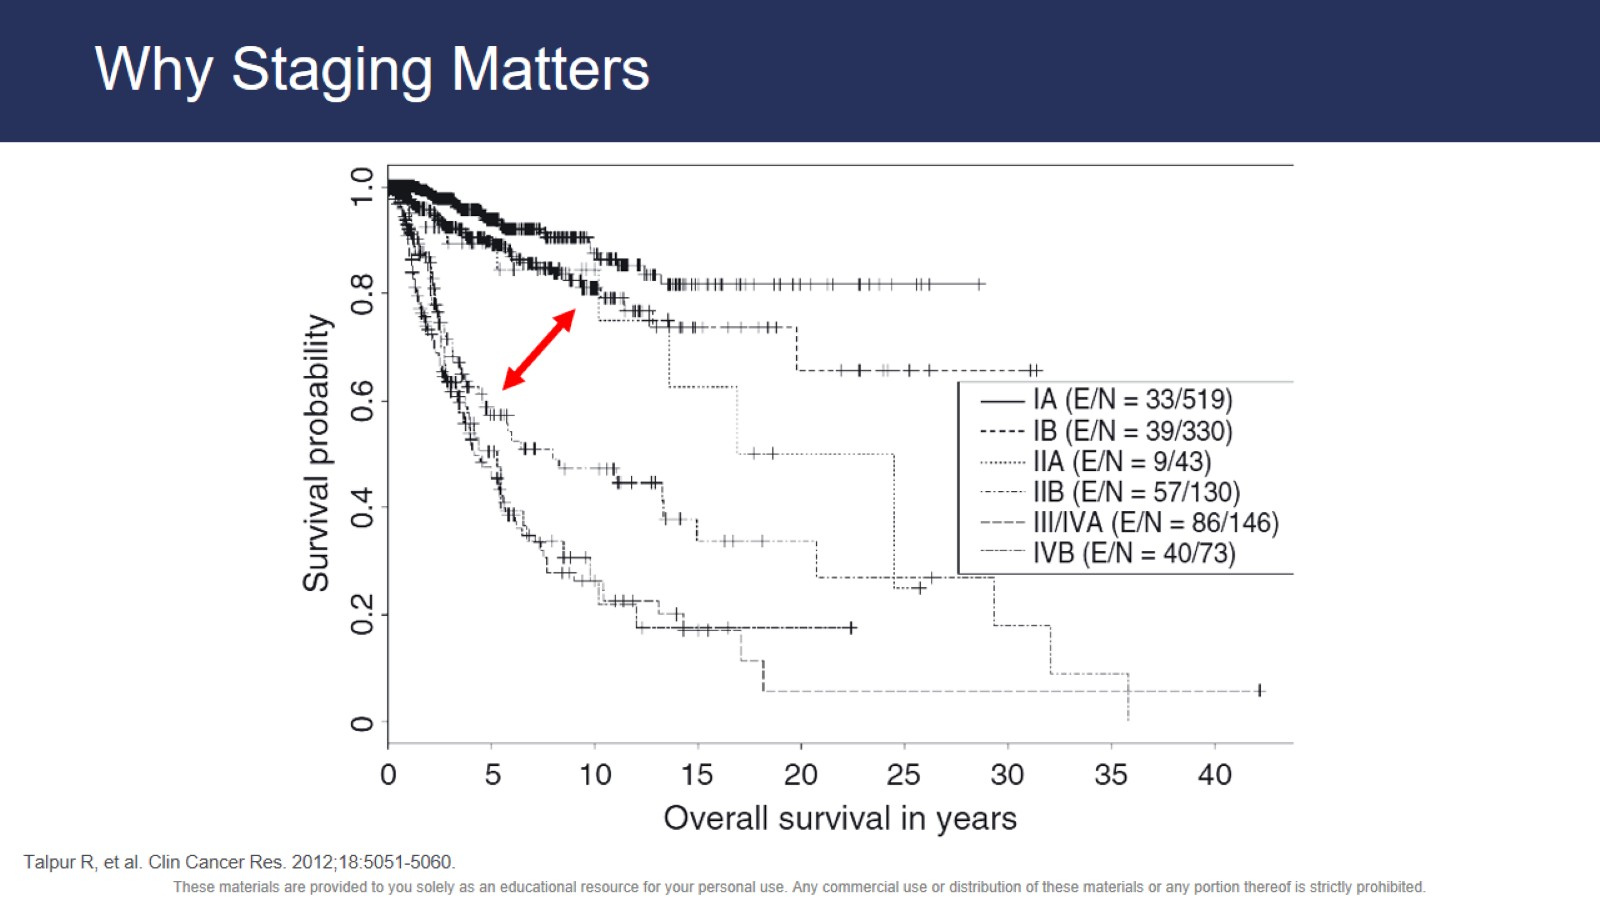 Why Staging Matters
Survival probability
1.0
0.8
0.6
0.4
0.2
0
IA (E/N = 33/519)
IB (E/N = 39/330)
IIA (E/N = 9/43)
IIB (E/N = 57/130)
III/IVA (E/N = 86/146)
IVB (E/N = 40/73)
0 5 10 15 20 25 30 35 40
Overall survival in years
Talpur R, et al. Clin Cancer Res. 2012;18:5051-5060.
These materials are provided to you solely as an educational resource for your personal use. Any commercial use or distribution of these materials or any portion thereof is strictly prohibited.